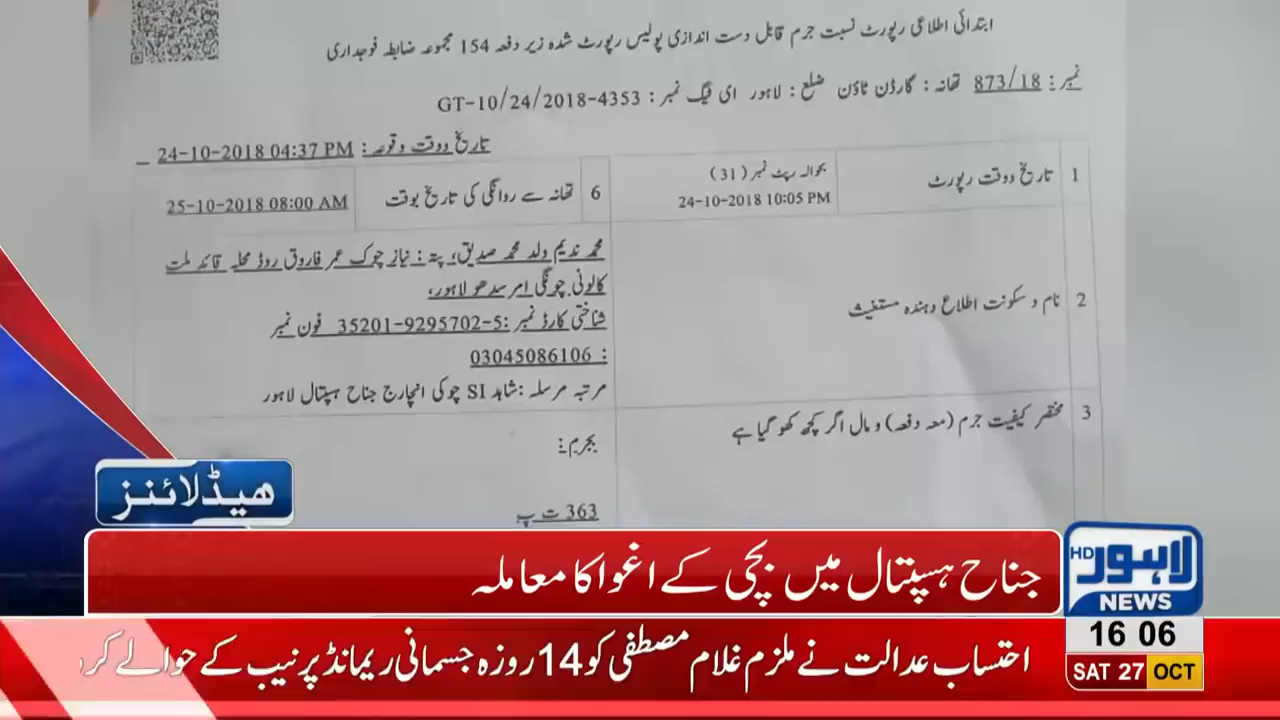 ابتدائی اطلاعی رپورٹ نسبت جرم قابل دست اندازی پولیس رپورٹ شدہ زیر دفعہ 154 مجموعہ ضابطہ فوجداری
نمبر: 873/18 تھانہ: گارڈن ٹاؤن ضلع: لاہور ای ٹیگ نمبر: GT-10/24/2018-4353
تاریخ ووقت وقوعہ: 24-10-2018 04:37 PM
1 تاریخ ووقت رپورٹ
بحوالہ رپٹ نمبر (31)
24-10-2018 10:05 PM
6 تھانہ سے روانگی کی تاریخ بوقت
25-10-2018 08:00 AM
2 نام و سکونت اطلاع دہندہ مستغیث
محمد ندیم ولد محمد صدیق، پتہ: نیاز چوک عمر فاروق روڈ محلہ قائد ملت
کالونی چونگی امرسدھو لاہور،
شناختی کارڈ نمبر: 35201-9295702-5 فون نمبر
: 03045086106
مرتبہ مرسلہ: شاہد SI چوکی انچارج جناح ہسپتال لاہور
3 مختصر کیفیت جرم (معہ دفعہ) و مال اگر کچھ کھو گیا ہے
بجرم:
363 ت پ
ھیڈلائنز
جناح ہسپتال میں بچی کے اغوا کا معاملہ
HD لاہور
NEWS
16 06
SAT 27 OCT
احتساب عدالت نے ملزم غلام مصطفی کو 14 روزہ جسمانی ریمانڈ پر نیب کے حوالے